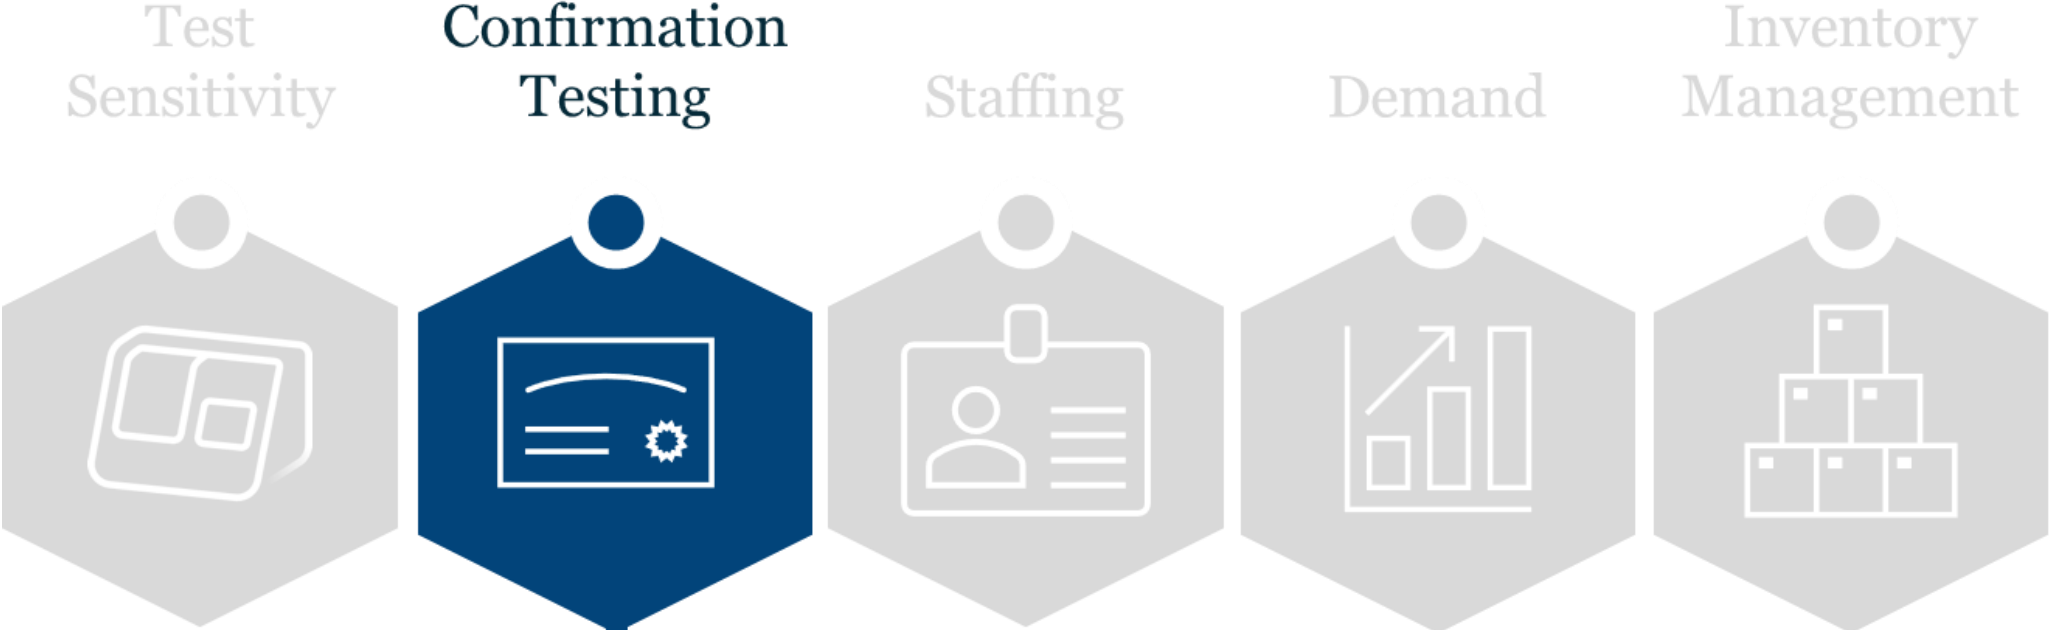 Test
Sensitivity
Confirmation
Testing
Staffing
Demand
Inventory
Management